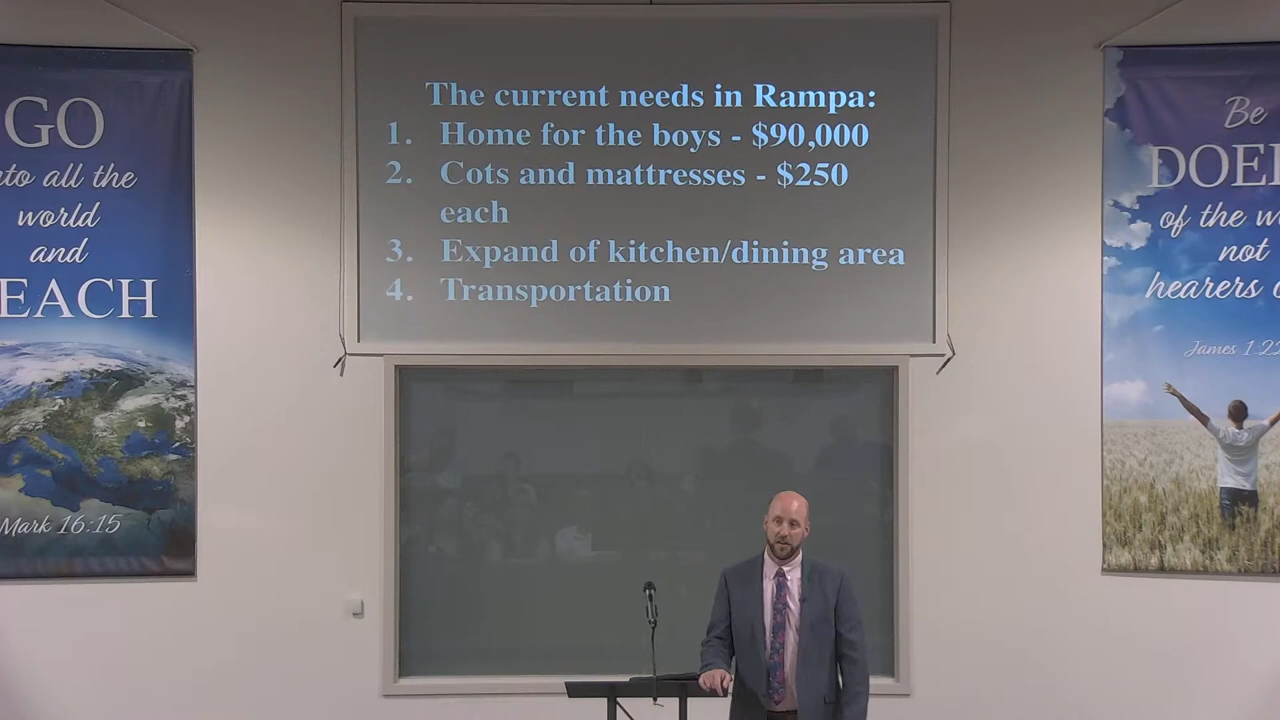 The current needs in Rampa:
1. Home for the boys - $90,000
2. Cots and mattresses - $250
each
3. Expand of kitchen/dining area
4. Transportation
GO
to all the
world
and
EACH
Mark 16:15
Be
DOE
of the
not
hearers
James 1:22